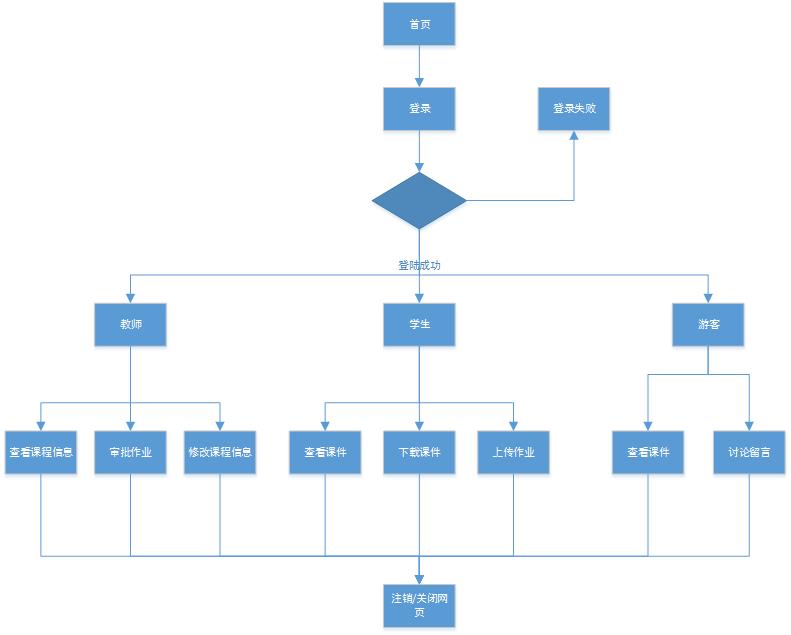 首页
登录
登录失败
登陆成功
教师
学生
游客
查看课程信息
审批作业
修改课程信息
查看课件
下载课件
上传作业
查看课件
讨论留言
注销/关闭网
页